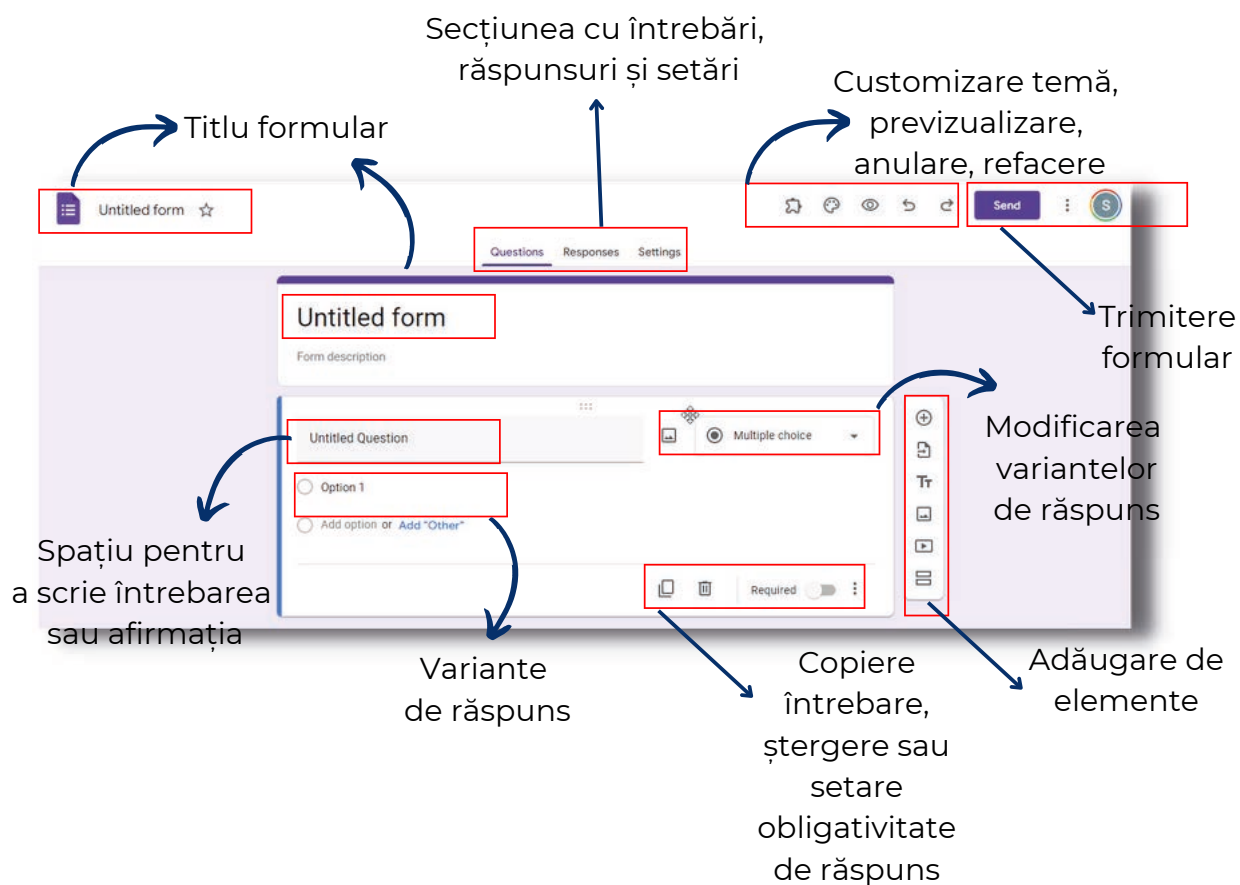 Secțiunea cu întrebări,
răspunsuri și setări
Customizare temă,
previzualizare,
anulare, refacere
Titlu formular
Untitled form
Send
S
Questions Responses Settings
Untitled form
Form description
Trimitere
formular
Untitled Question
Multiple choice
Modificarea
variantelor
de răspuns
Option 1
Add option or Add "Other"
Tт
Required
Spațiu pentru
a scrie întrebarea
sau afirmația
Variante
de răspuns
Copiere
întrebare,
ștergere sau
setare
obligativitate
de răspuns
Adăugare de
elemente